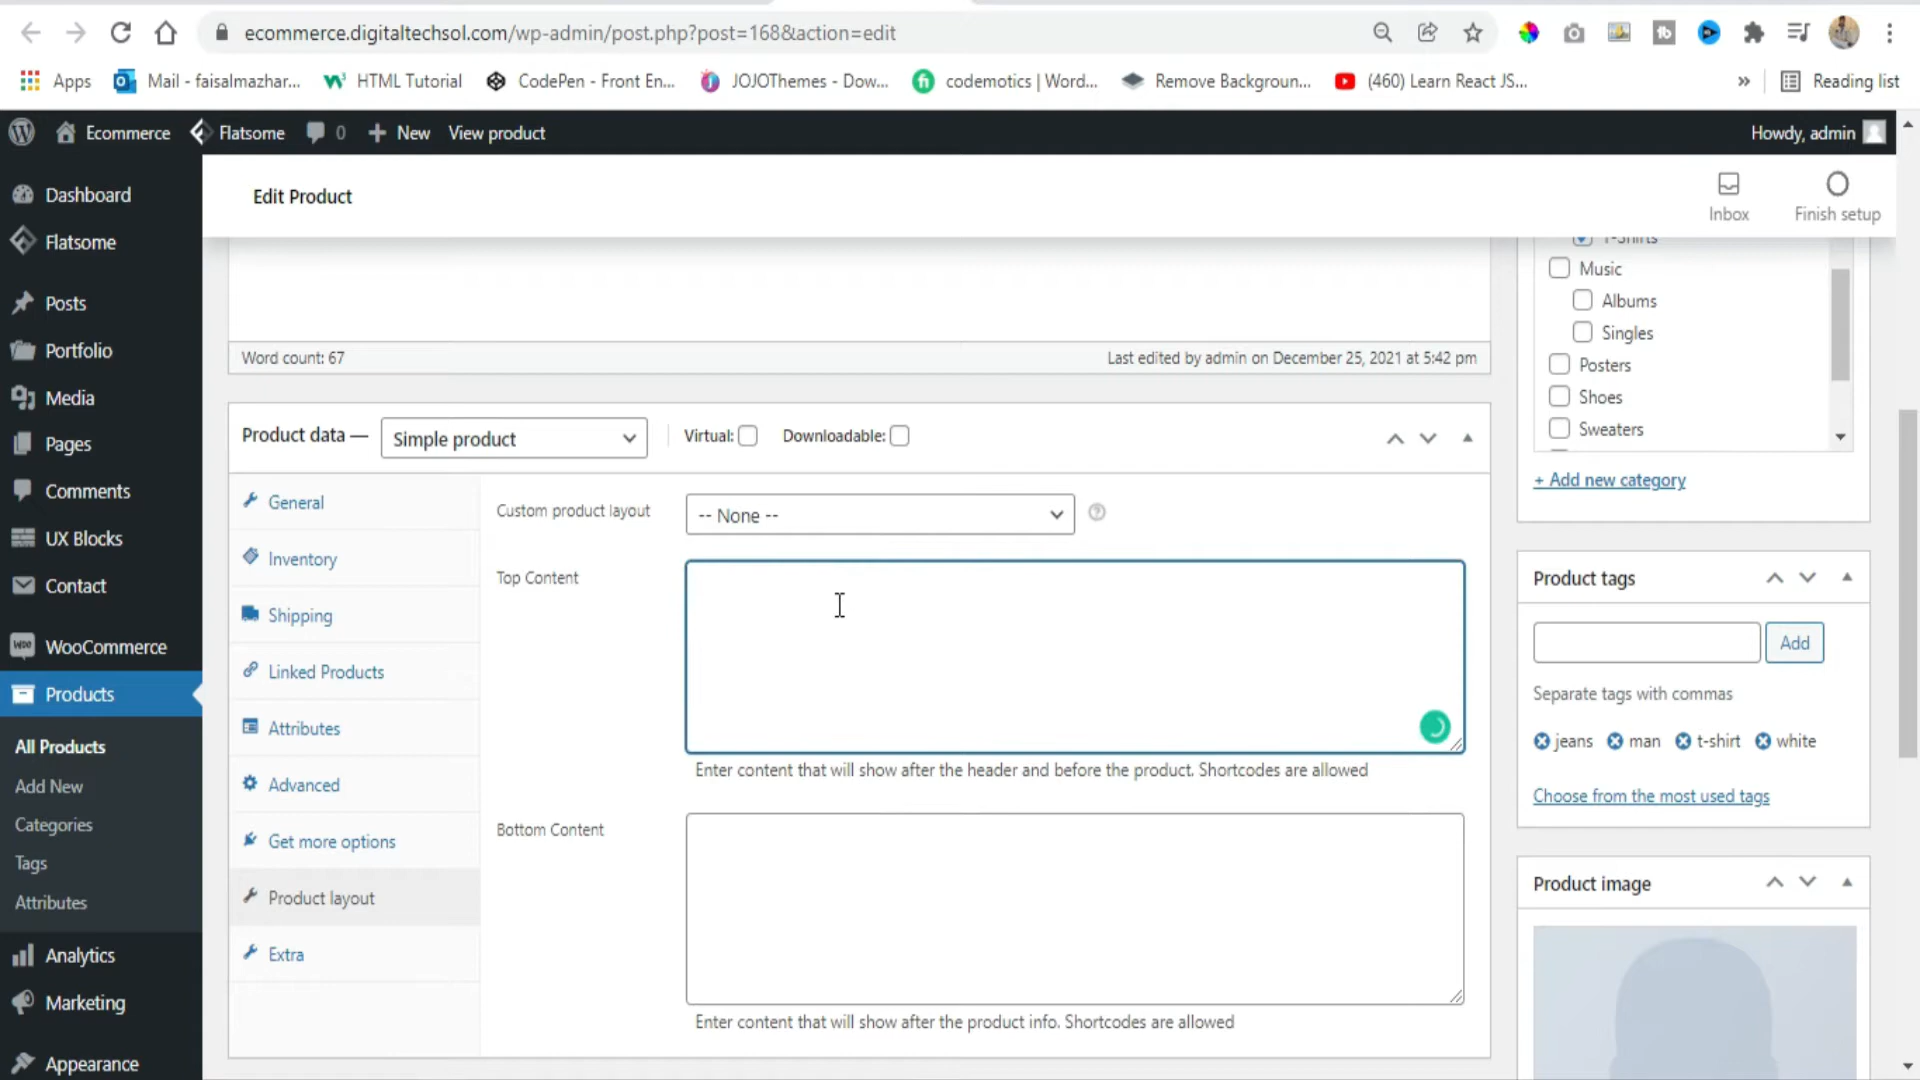 ecommerce.digitaltechsol.com/wp-admin/post.php?post=168&action=edit
Apps
Mail - faisalmazhar...
HTML Tutorial
CodePen - Front En...
JOJOThemes - Dow...
codemotics | Word...
Remove Backgroun...
(460) Learn React JS...
»
Reading list
Ecommerce
Flatsome
0
New
View product
Howdy, admin
Dashboard
Flatsome
Posts
Portfolio
Media
Pages
Comments
UX Blocks
Contact
WooCommerce
Products
All Products
Add New
Categories
Tags
Attributes
Analytics
Marketing
Appearance
Edit Product
Inbox
Finish setup
Word count: 67
Last edited by admin on December 25, 2021 at 5:42 pm
Product data —
Simple product
Virtual:
Downloadable:
General
Inventory
Shipping
Linked Products
Attributes
Advanced
Get more options
Product layout
Extra
Custom product layout
-- None --
Top Content
Enter content that will show after the header and before the product. Shortcodes are allowed
Bottom Content
Enter content that will show after the product info. Shortcodes are allowed
T-Shirts
Music
Albums
Singles
Posters
Shoes
Sweaters
+ Add new category
Product tags
Add
Separate tags with commas
jeans
man
t-shirt
white
Choose from the most used tags
Product image